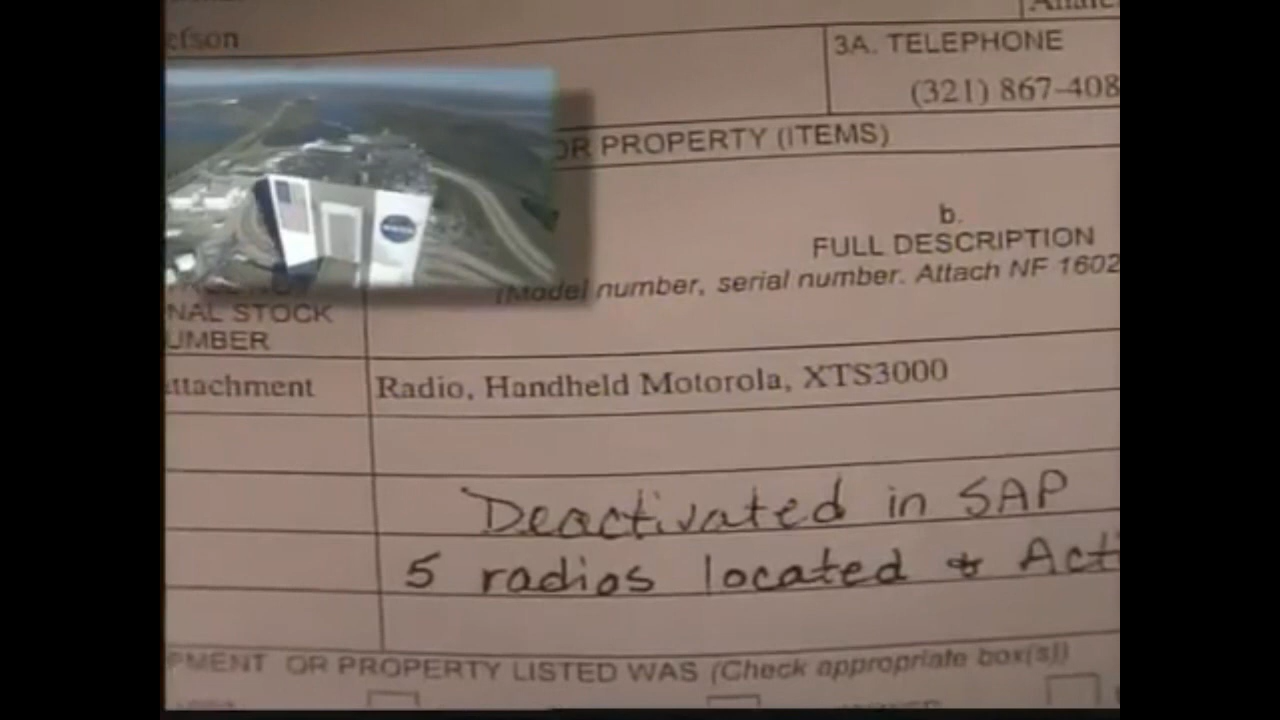 efson
3A. TELEPHONE
(321) 867-408
OR PROPERTY (ITEMS)
b.
FULL DESCRIPTION
(Model number, serial number. Attach NF 1602
NAL STOCK
UMBER
ttachment
Radio, Handheld Motorola, XTS3000
Deactivated in SAP
5 radios located & Acti
PMENT OR PROPERTY LISTED WAS (Check appropriate box(s))